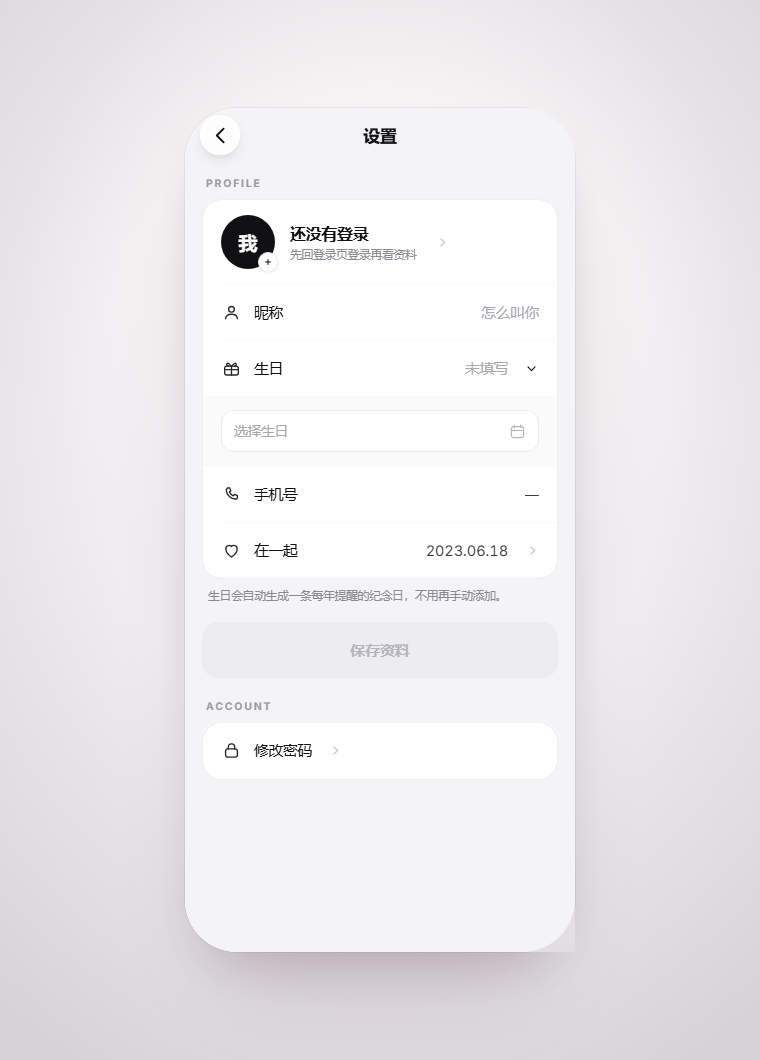 设置
PROFILE
我
+
还没有登录
先回登录页登录再看资料
昵称 怎么叫你
生日 未填写
选择生日
手机号 —
在一起 2023.06.18
生日会自动生成一条每年提醒的纪念日，不用再手动添加。
保存资料
ACCOUNT
修改密码